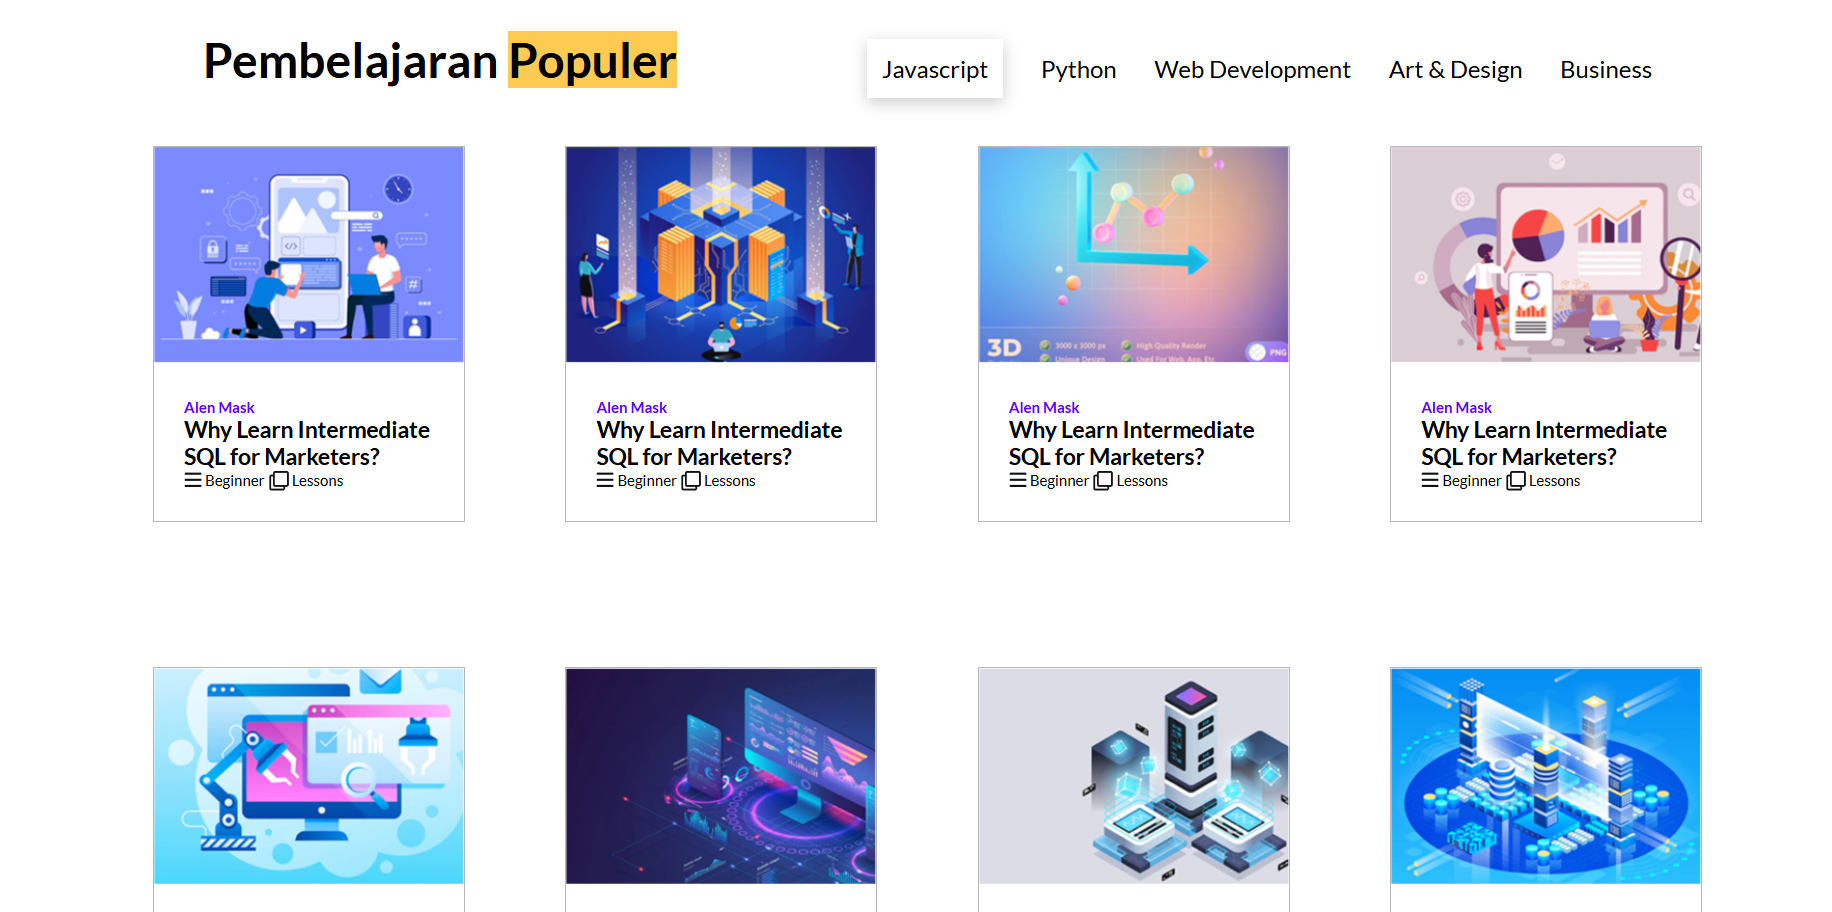 Pembelajaran Populer
Javascript
Python
Web Development
Art & Design
Business
3D
3000 x 3000 px
High Quality Render
Unique Design
Used For Web, App, Etc
PNG
Alen Mask
Why Learn Intermediate
SQL for Marketers?
Beginner Lessons
Alen Mask
Why Learn Intermediate
SQL for Marketers?
Beginner Lessons
Alen Mask
Why Learn Intermediate
SQL for Marketers?
Beginner Lessons
Alen Mask
Why Learn Intermediate
SQL for Marketers?
Beginner Lessons